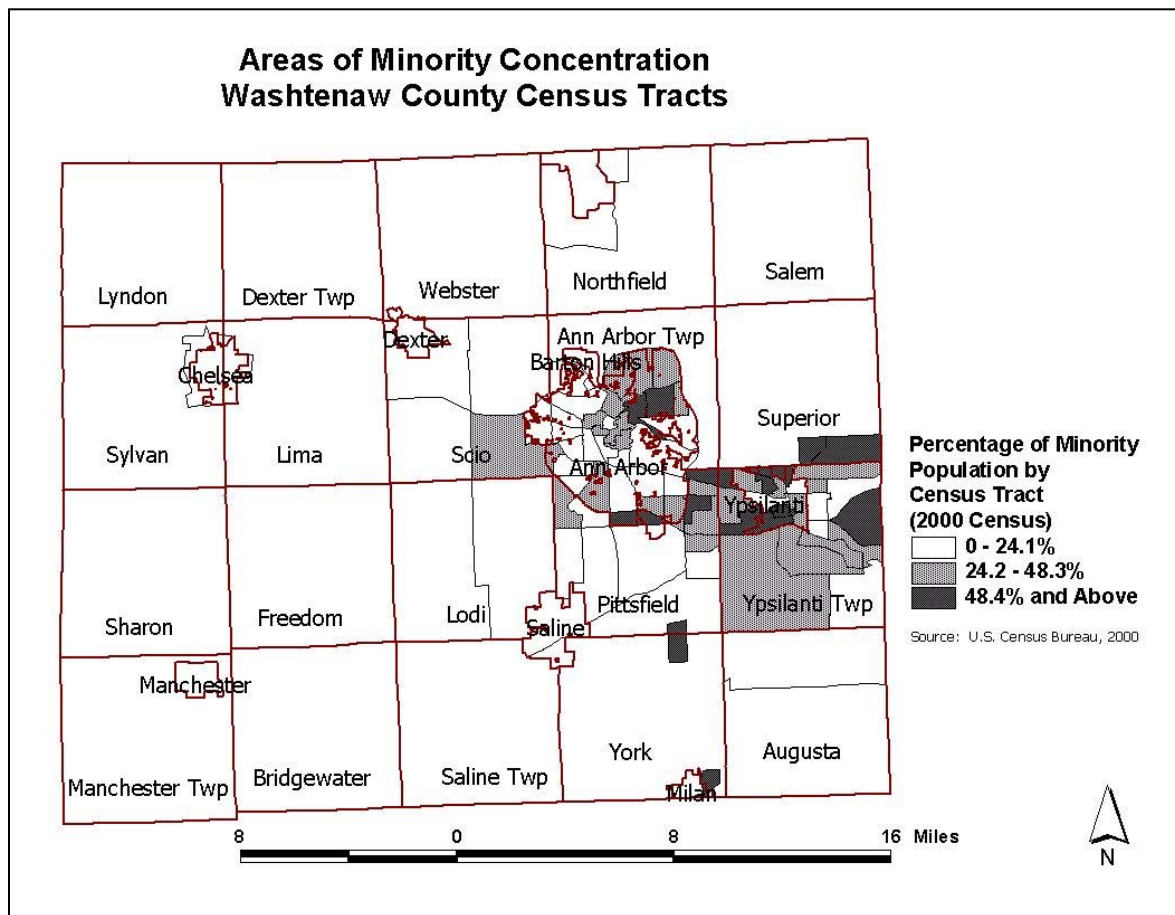 Areas of Minority Concentration
Washtenaw County Census Tracts
Lyndon
Dexter Twp
Webster
Northfield
Salem
Chelsea
Dexter
Ann Arbor Twp
Barton Hills
Superior
Sylvan
Lima
Scio
Ann Arbor
Ypsilanti
Sharon
Freedom
Lodi
Saline
Pittsfield
Ypsilanti Twp
Manchester
Manchester Twp
Bridgewater
Saline Twp
York
Augusta
Milan
Percentage of Minority
Population by
Census Tract
(2000 Census)
0 - 24.1%
24.2 - 48.3%
48.4% and Above
Source: U.S. Census Bureau, 2000
8 0 8 16 Miles
N